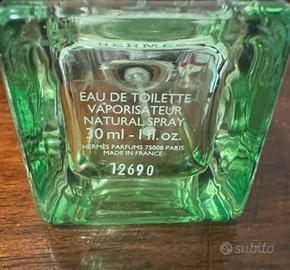 HERMES
EAU DE TOILETTE
VAPORISATEUR
NATURAL SPRAY
30 ml - 1 fl. oz.
HERMÈS PARFUMS 75008 PARIS
MADE IN FRANCE
12690
subito